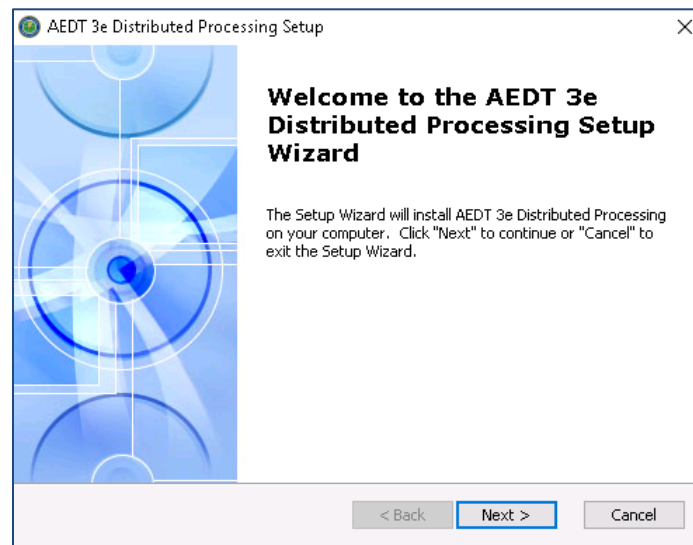 AEDT 3e Distributed Processing Setup
Welcome to the AEDT 3e
Distributed Processing Setup
Wizard
The Setup Wizard will install AEDT 3e Distributed Processing
on your computer. Click "Next" to continue or "Cancel" to
exit the Setup Wizard.
< Back Next > Cancel